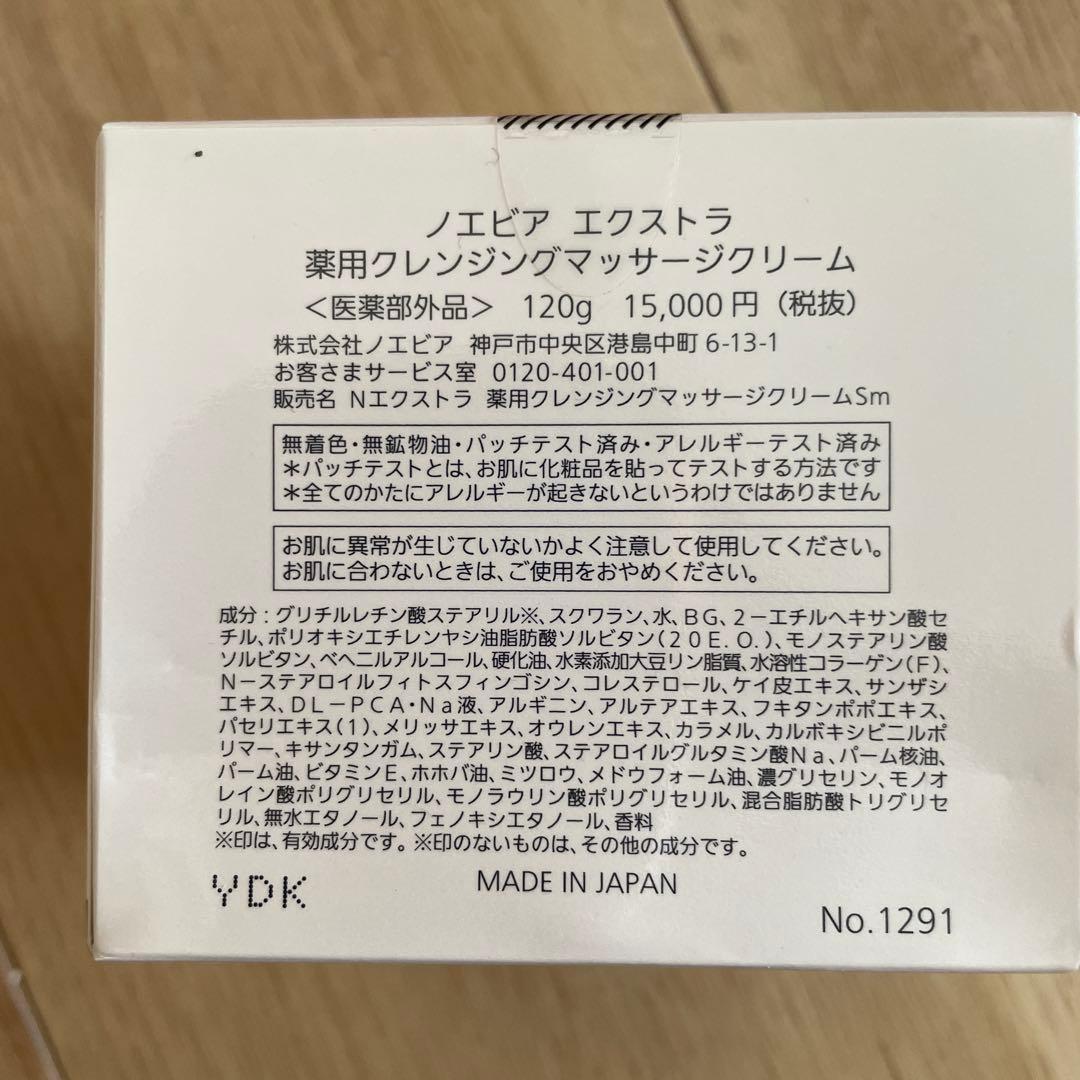 ノエビア エクストラ
薬用クレンジングマッサージクリーム
＜医薬部外品＞ 120g 15,000円（税抜）
株式会社ノエビア 神戸市中央区港島中町6-13-1
お客さまサービス室 0120-401-001
販売名 Nエクストラ 薬用クレンジングマッサージクリームSm
無着色・無鉱物油・パッチテスト済み・アレルギーテスト済み
＊パッチテストとは、お肌に化粧品を貼ってテストする方法です
＊全てのかたにアレルギーが起きないというわけではありません
お肌に異常が生じていないかよく注意して使用してください。
お肌に合わないときは、ご使用をおやめください。
成分：グリチルレチン酸ステアリル※、スクワラン、水、BG、2－エチルヘキサン酸セ
チル、ポリオキシエチレンヤシ油脂肪酸ソルビタン（20E.O.）、モノステアリン酸
ソルビタン、ベヘニルアルコール、硬化油、水素添加大豆リン脂質、水溶性コラーゲン（F）、
N－ステアロイルフィトスフィンゴシン、コレステロール、ケイ皮エキス、サンザシ
エキス、DL－PCA・Na液、アルギニン、アルテアエキス、フキタンポポエキス、
パセリエキス（1）、メリッサエキス、オウレンエキス、カラメル、カルボキシビニルポ
リマー、キサンタンガム、ステアリン酸、ステアロイルグルタミン酸Na、パーム核油、
パーム油、ビタミンE、ホホバ油、ミツロウ、メドウフォーム油、濃グリセリン、モノオ
レイン酸ポリグリセリル、モノラウリン酸ポリグリセリル、混合脂肪酸トリグリセ
リル、無水エタノール、フェノキシエタノール、香料
※印は、有効成分です。※印のないものは、その他の成分です。
YDK
MADE IN JAPAN
No.1291